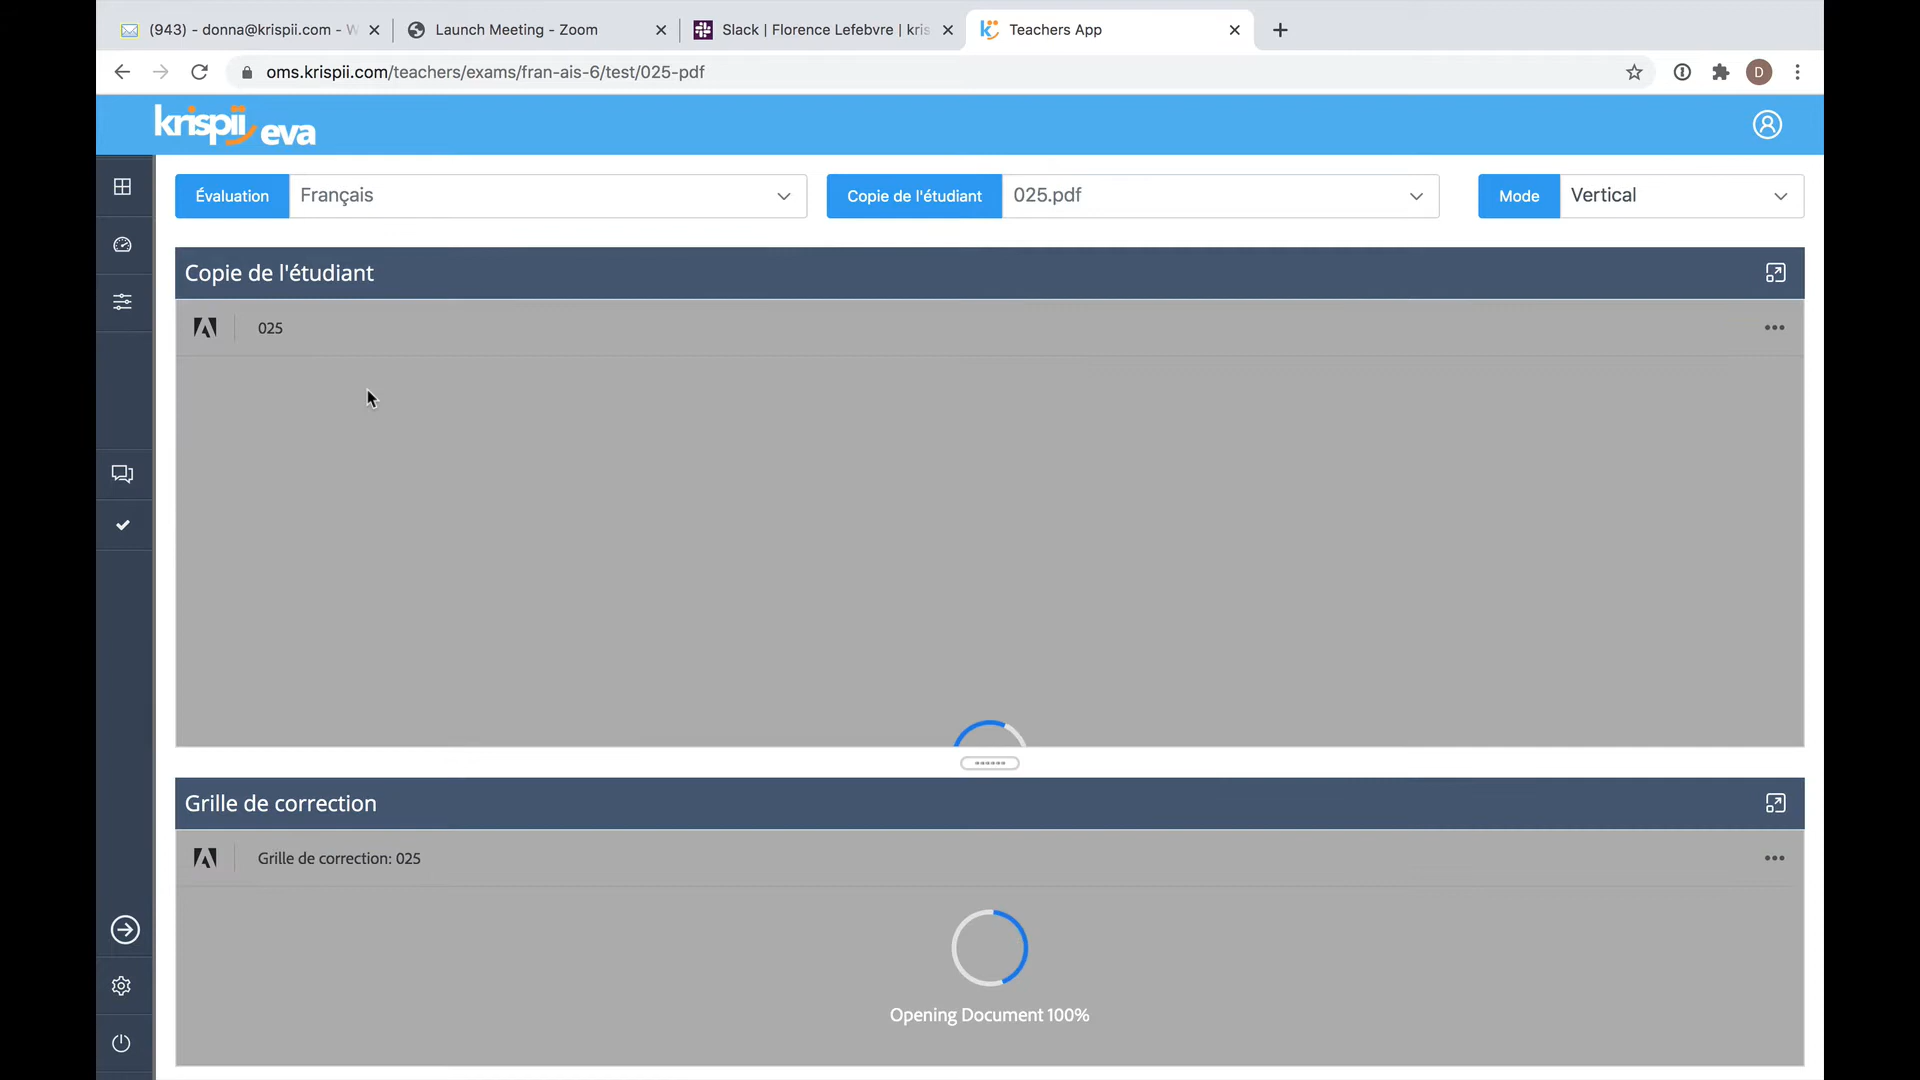 (943) - donna@krispii.com - W
Launch Meeting - Zoom
Slack | Florence Lefebvre | kris
Teachers App
oms.krispii.com/teachers/exams/fran-ais-6/test/025-pdf
D
krispii eva
Évaluation
Français
Copie de l'étudiant
025.pdf
Mode
Vertical
Copie de l'étudiant
025
Grille de correction
Grille de correction: 025
Opening Document 100%